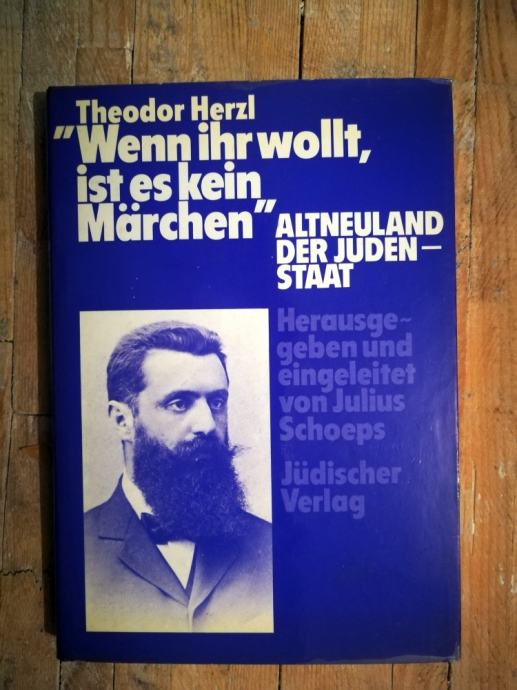 Theodor Herzl
"Wenn ihr wollt,
ist es kein
Märchen"
ALTNEULAND
DER JUDEN—
STAAT
Herausge~
geben und
eingeleitet
von Julius
Schoeps
Jüdischer
Verlag